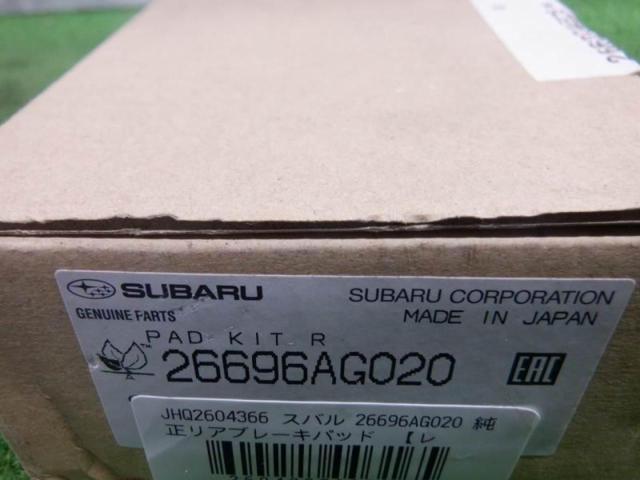 SUBARU
GENUINE PARTS
SUBARU CORPORATION
MADE IN JAPAN
PAD KIT R
TM
26696AG020
EAC
JHQ2604366 スバル 26696AG020 純
正リアブレーキパッド 【レ